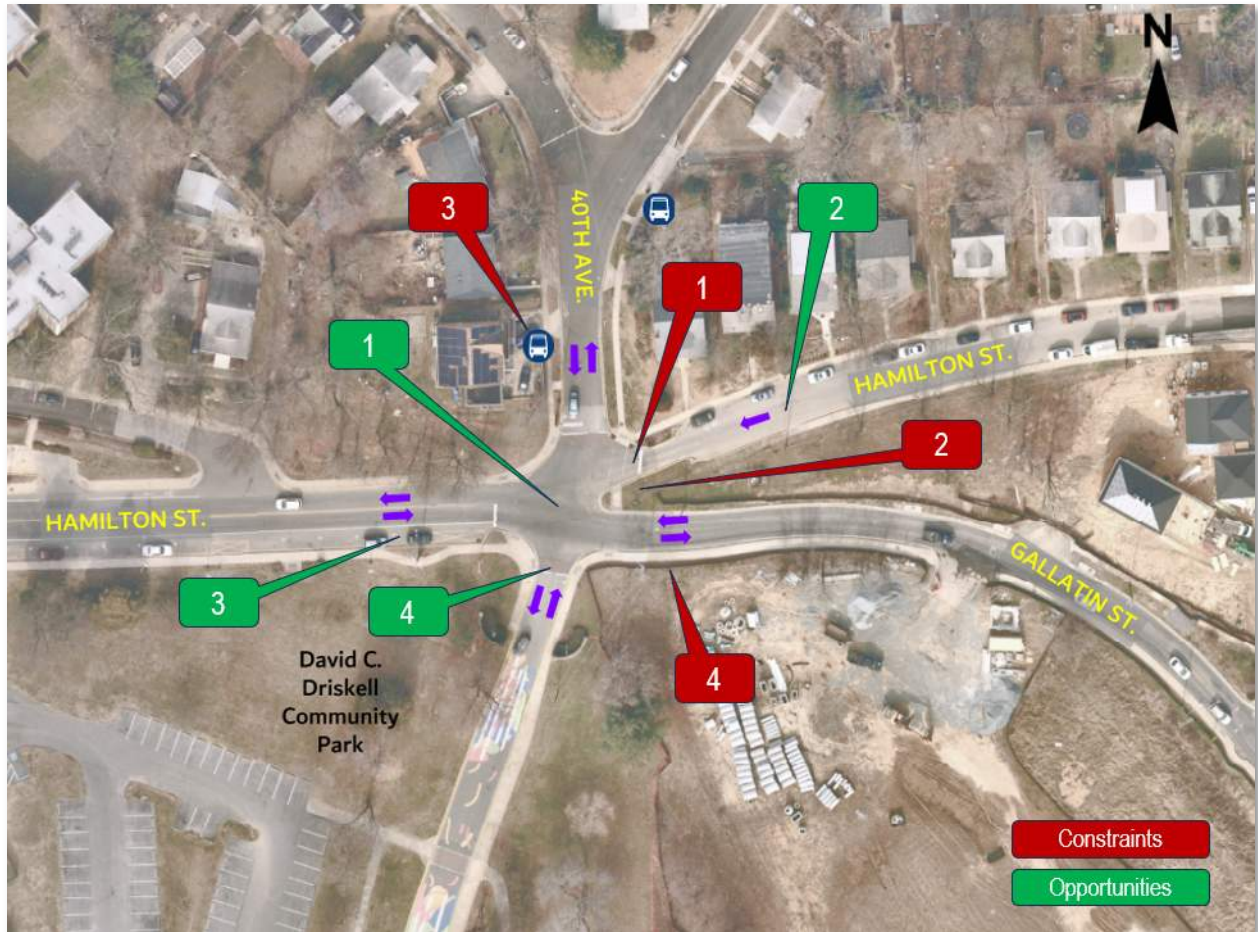 N
3
2
40TH AVE.
1
1
HAMILTON ST.
2
HAMILTON ST.
GALLATIN ST.
3
4
David C.
Driskell
Community
Park
4
Constraints
Opportunities